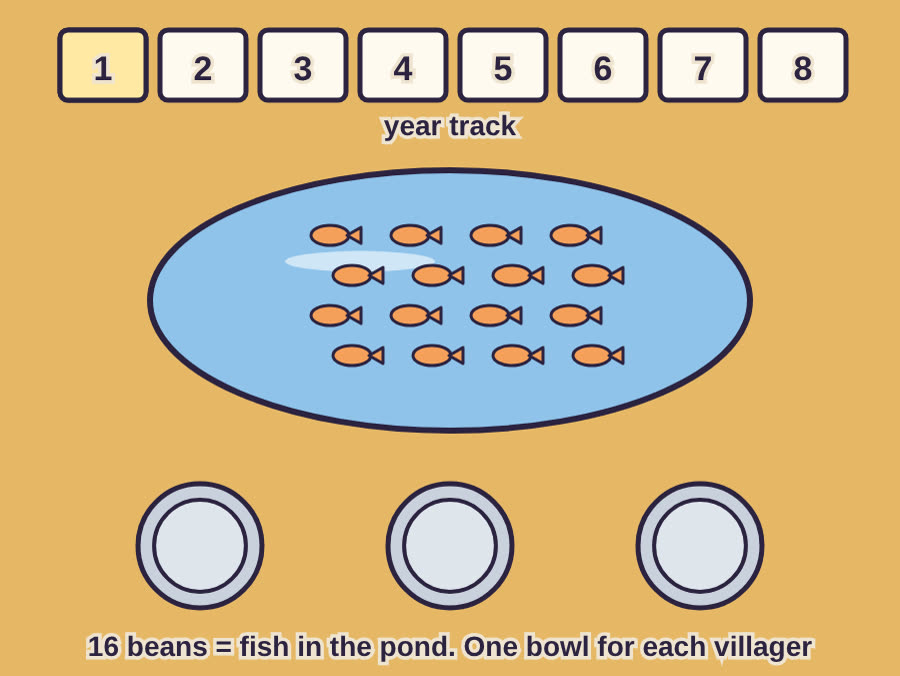 1 2 3 4 5 6 7 8
year track
16 beans = fish in the pond. One bowl for each villager